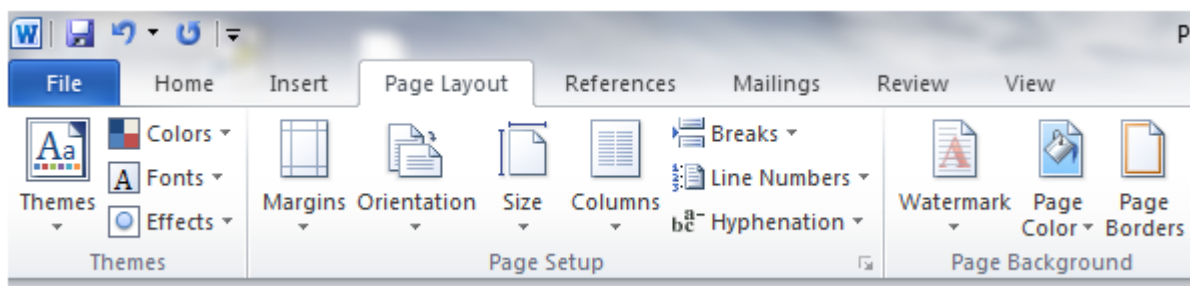 W P
File Home Insert Page Layout References Mailings Review View
Aa Colors Breaks
A Fonts Line Numbers
Themes Effects Margins Orientation Size Columns Hyphenation Watermark Page Color Page Borders
Themes Page Setup Page Background